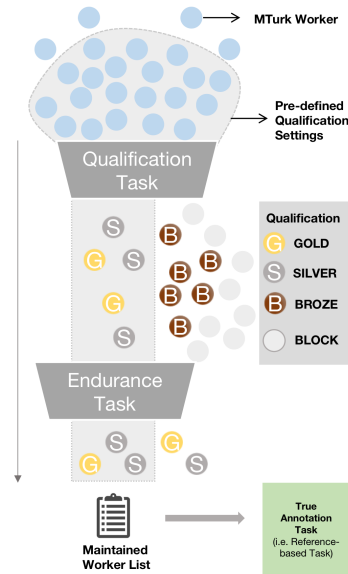 MTurk Worker
Pre-defined
Qualification
Settings
Qualification
Task
Qualification
G GOLD
S SILVER
B BROZE
BLOCK
S
G S
G
S
B
B B
B B
B
Endurance
Task
S G
G S S
Maintained
Worker List
True
Annotation
Task
(i.e. Reference-
based Task)